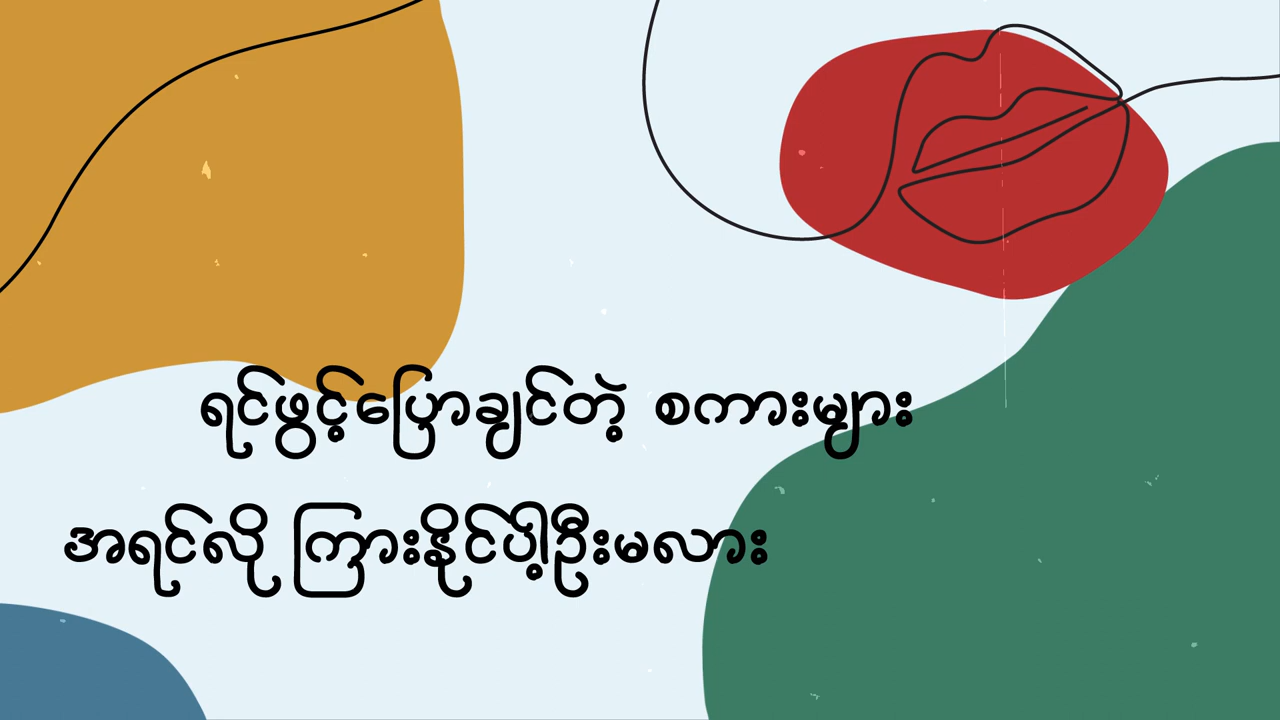 ရင်ဖွင့်ပြောချင်တဲ့ စကားများ
အရင်လို ကြားနိုင်ပါ့ဦးမလား